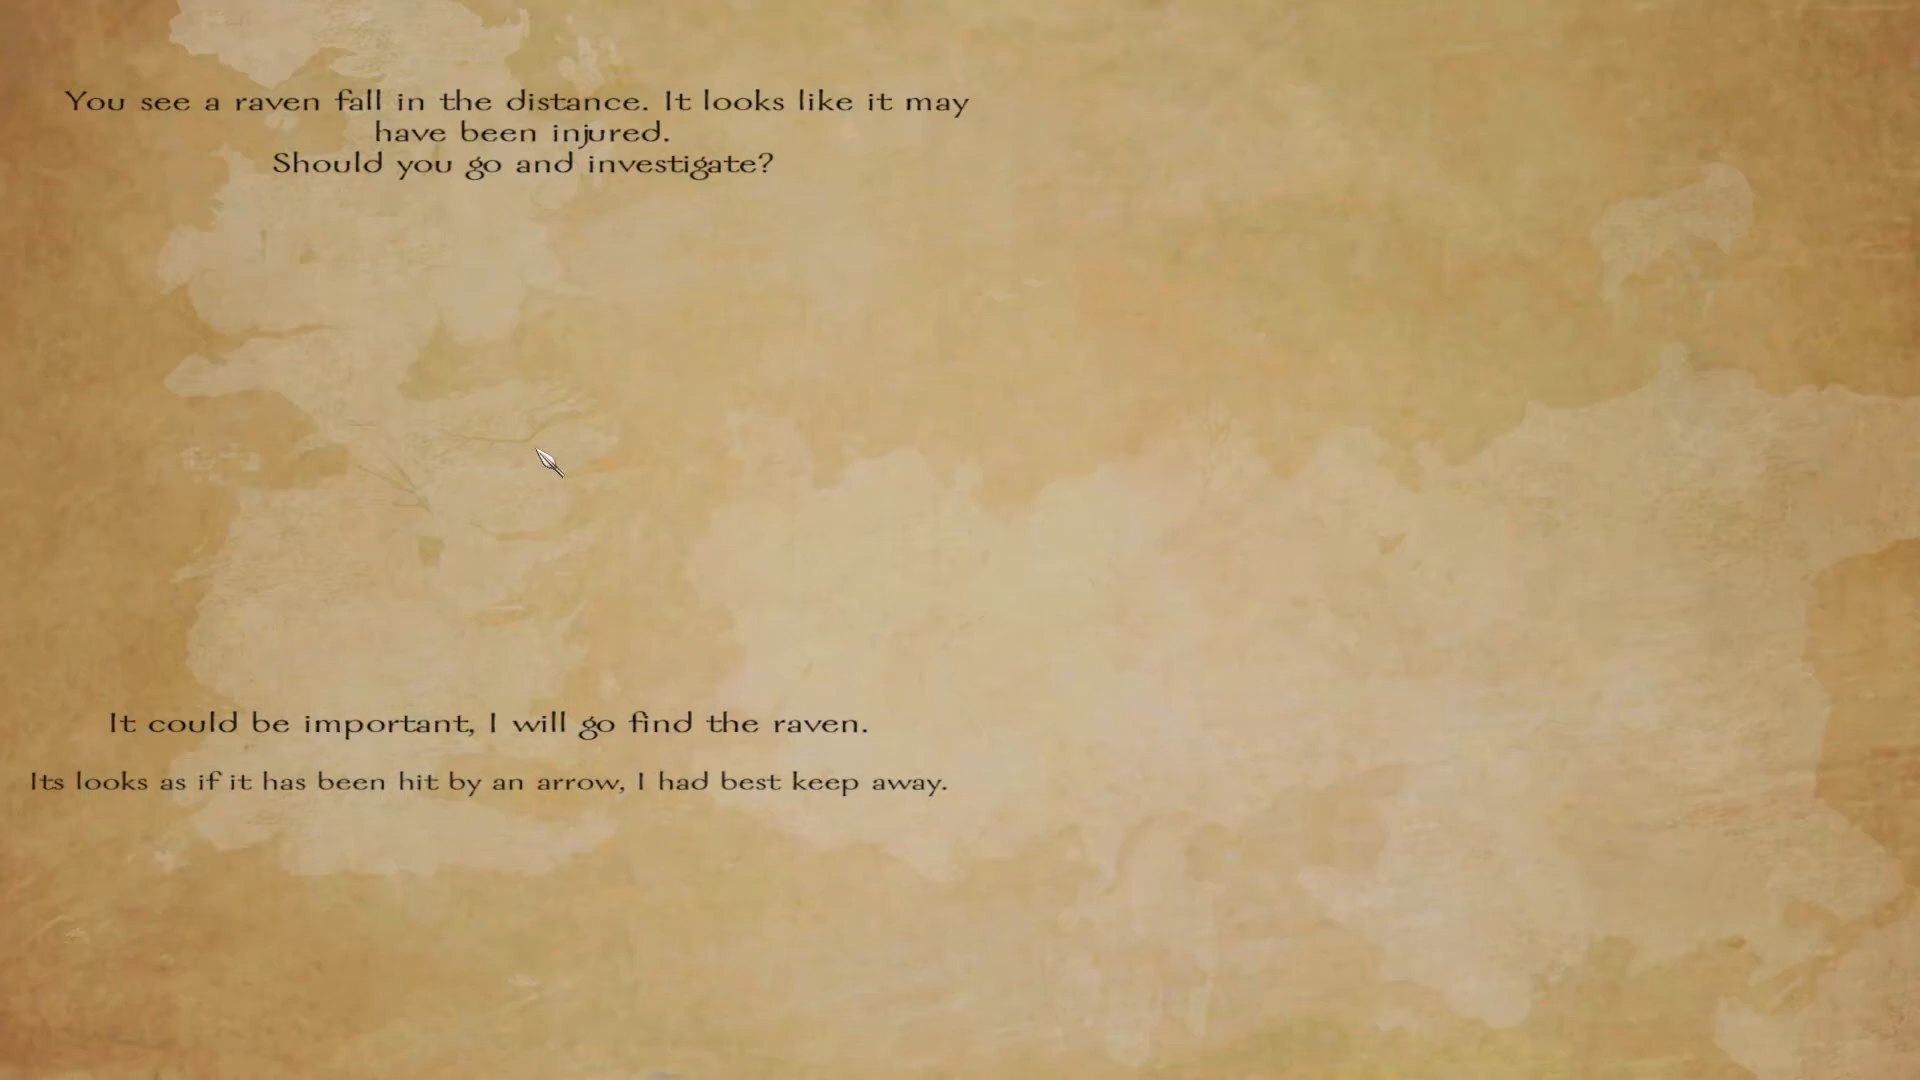 You see a raven fall in the distance. It looks like it may
have been injured.
Should you go and investigate?
It could be important, I will go find the raven.
Its looks as if it has been hit by an arrow, I had best keep away.